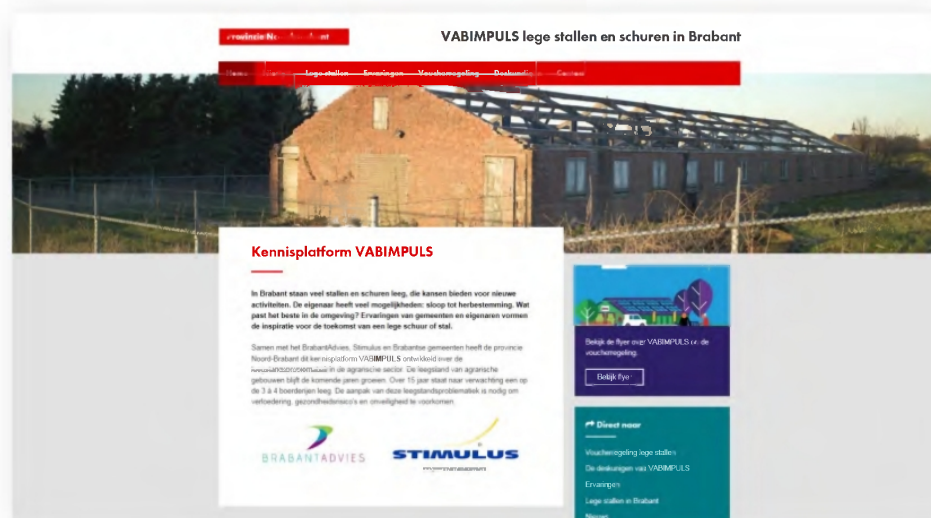 VABIMPULS lege stallen en schuren in Brabant
Home Lege stallen Ervaringen Voucherregeling Contact
Kennisplatform VABIMPULS
In Brabant staan veel stallen en schuren leeg, die kansen bieden voor nieuwe
activiteiten. De eigenaar heeft veel mogelijkheden: sloop tot herbestemming. Wat
past het beste in de omgeving? Ervaringen van gemeenten en eigenaren vormen
de inspiratie voor de toekomst van een lege schuur of stal.
Samen met het BrabantAdvies, Stimulus en Brabantse gemeenten heeft de provincie
Noord-Brabant dit kennisplatform VABIMPULS ontwikkeld over de
in de agrarische sector. De leegstand van agrarische
gebouwen blijft de komende jaren groeien. Over 15 jaar staat naar verwachting een op
de 3 à 4 boerderijen leeg. De aanpak van deze leegstandsproblematiek is nodig om
verloedering, gezondheidsrisico's en onveiligheid te voorkomen.
BRABANTADVIES
STIMULUS
Bekijk de flyer over VABIMPULS en de
voucherregeling.
Bekijk flyer
Direct naar
Voucherregeling lege stallen
De deskundigen van VABIMPULS
Ervaringen
Lege stallen in Brabant
Nieuws